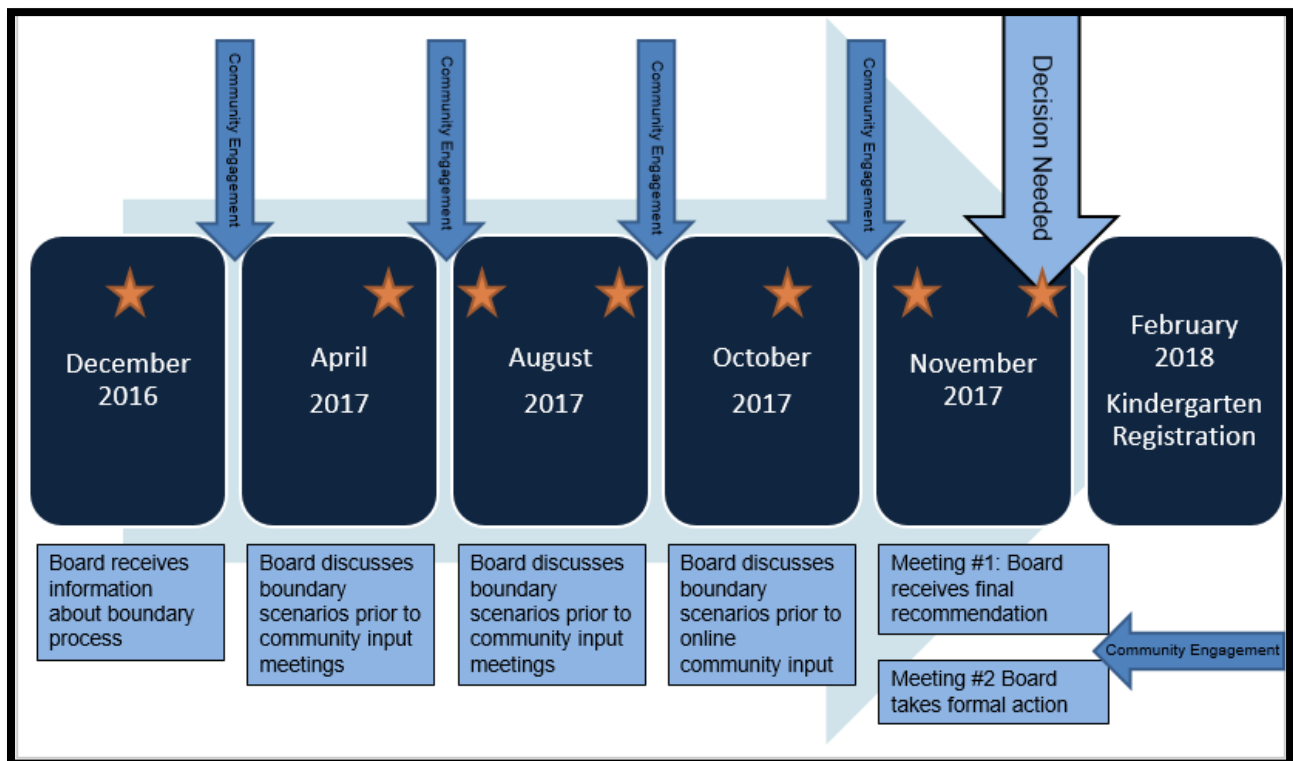 Community Engagement
Community Engagement
Community Engagement
Community Engagement
Decision Needed
December
2016
April
2017
August
2017
October
2017
November
2017
February
2018
Kindergarten
Registration
Board receives
information
about boundary
process
Board discusses
boundary
scenarios prior to
community input
meetings
Board discusses
boundary
scenarios prior to
community input
meetings
Board discusses
boundary
scenarios prior to
online
community input
Meeting #1: Board
receives final
recommendation
Community Engagement
Meeting #2 Board
takes formal action